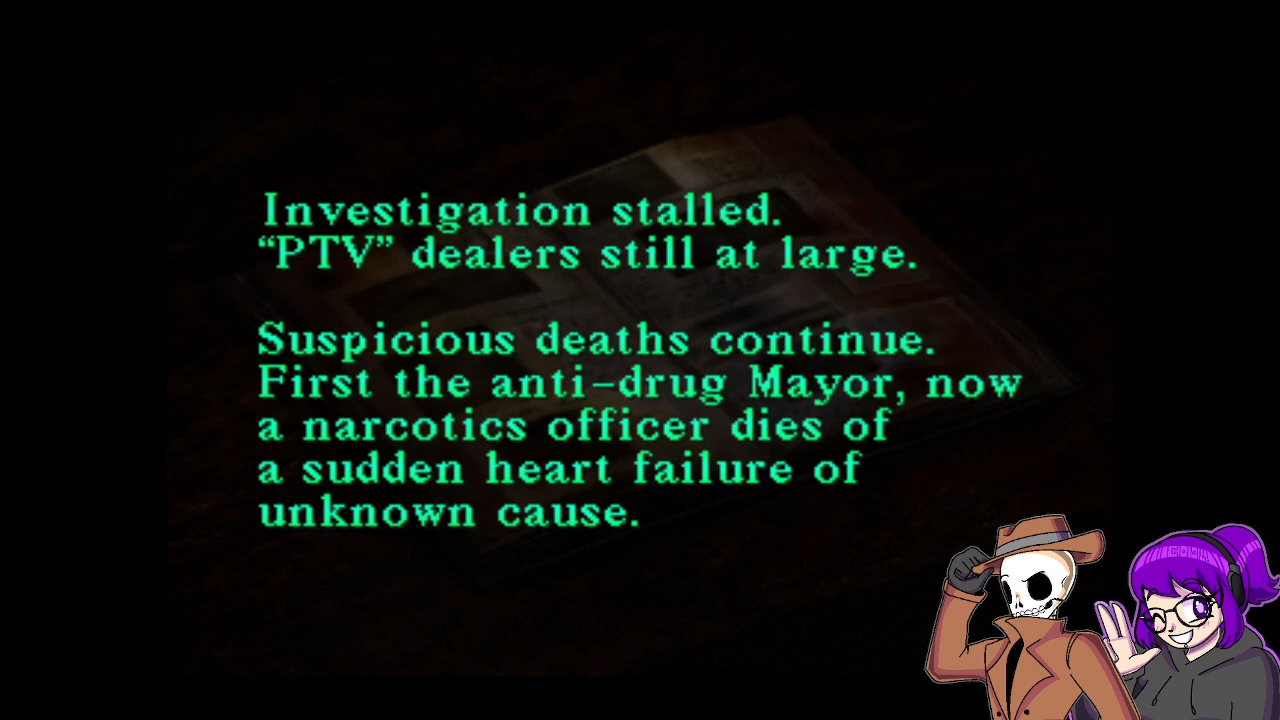 Investigation stalled.
“PTV” dealers still at large.
Suspicious deaths continue.
First the anti-drug Mayor, now
a narcotics officer dies of
a sudden heart failure of
unknown cause.